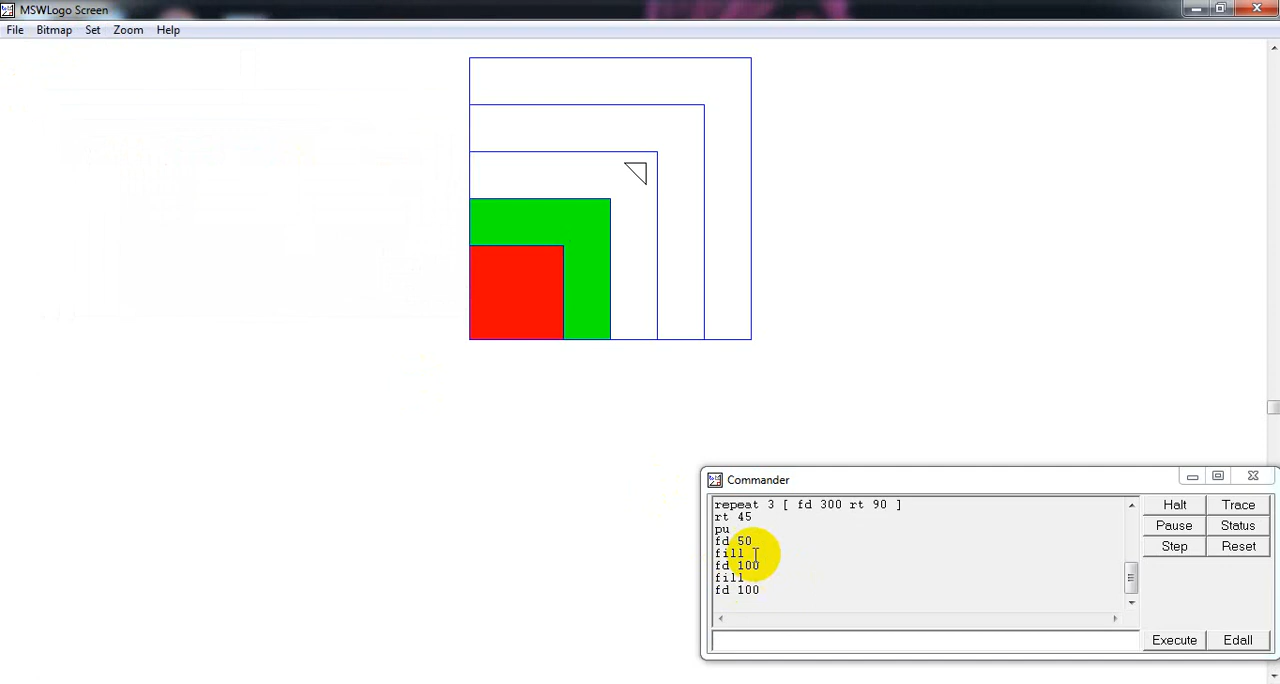 MSWLogo Screen
File Bitmap Set Zoom Help
Commander
repeat 3 [ fd 300 rt 90 ]
rt 45
pu
fd 50
fill
fd 100
fill
fd 100
Halt Trace
Pause Status
Step Reset
Execute Edall